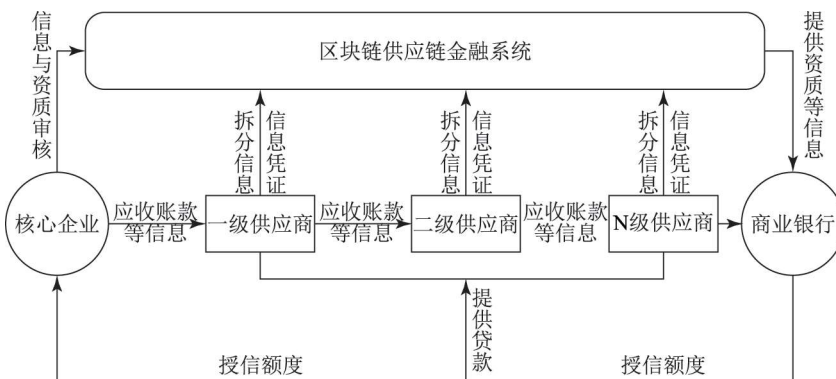 区块链供应链金融系统
信息与资质审核
提供资质等信息
拆分信息
信息凭证
拆分信息
信息凭证
拆分信息
信息凭证
核心企业
应收账款
等信息
一级供应商
应收账款
等信息
二级供应商
应收账款
等信息
N级供应商
商业银行
提供贷款
授信额度
授信额度